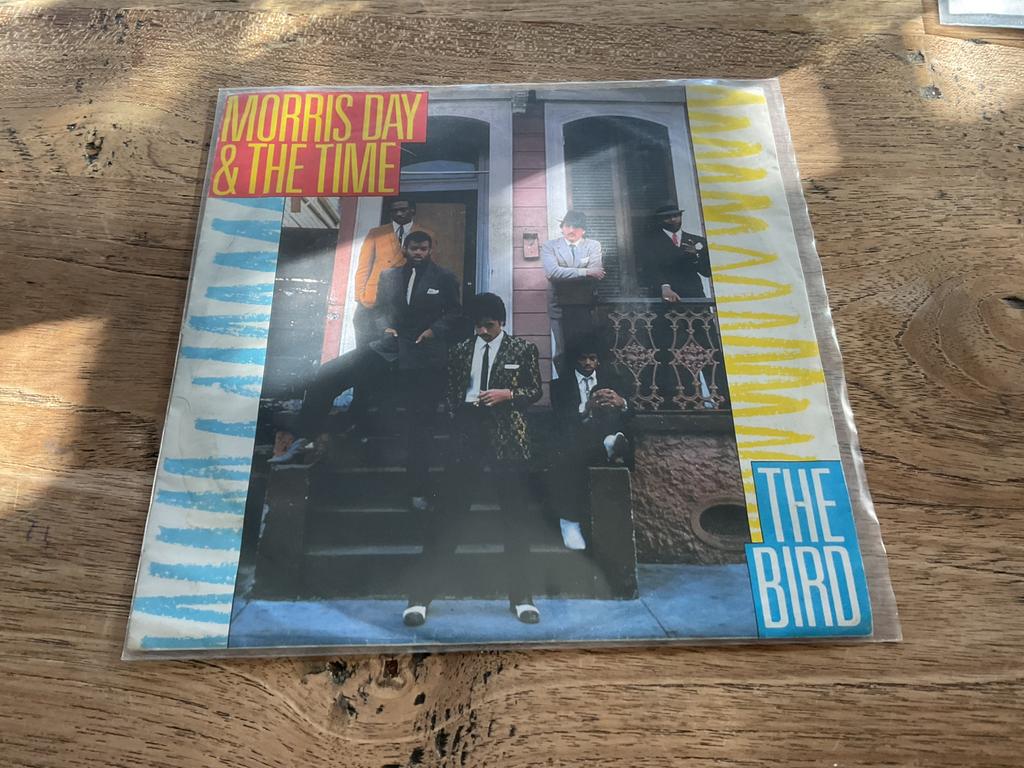 MORRIS DAY
& THE TIME
THE
BIRD